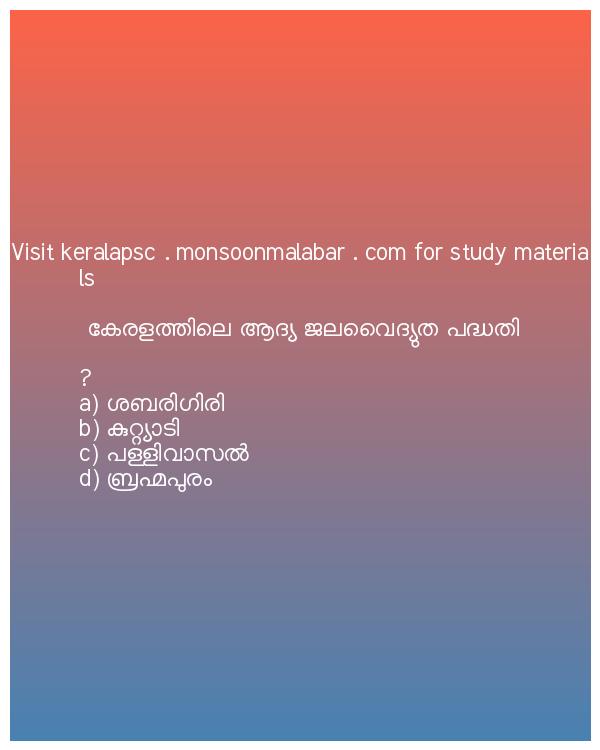 Visit keralapsc . monsoonmalabar . com for study materia
ls
കേരളത്തിലെ ആദ്യ ജലവൈദ്യുത പദ്ധതി
?
a) ശബരിഗിരി
b) കുറ്റ്യാടി
c) പള്ളിവാസൽ
d) ബ്രഹ്മപുരം